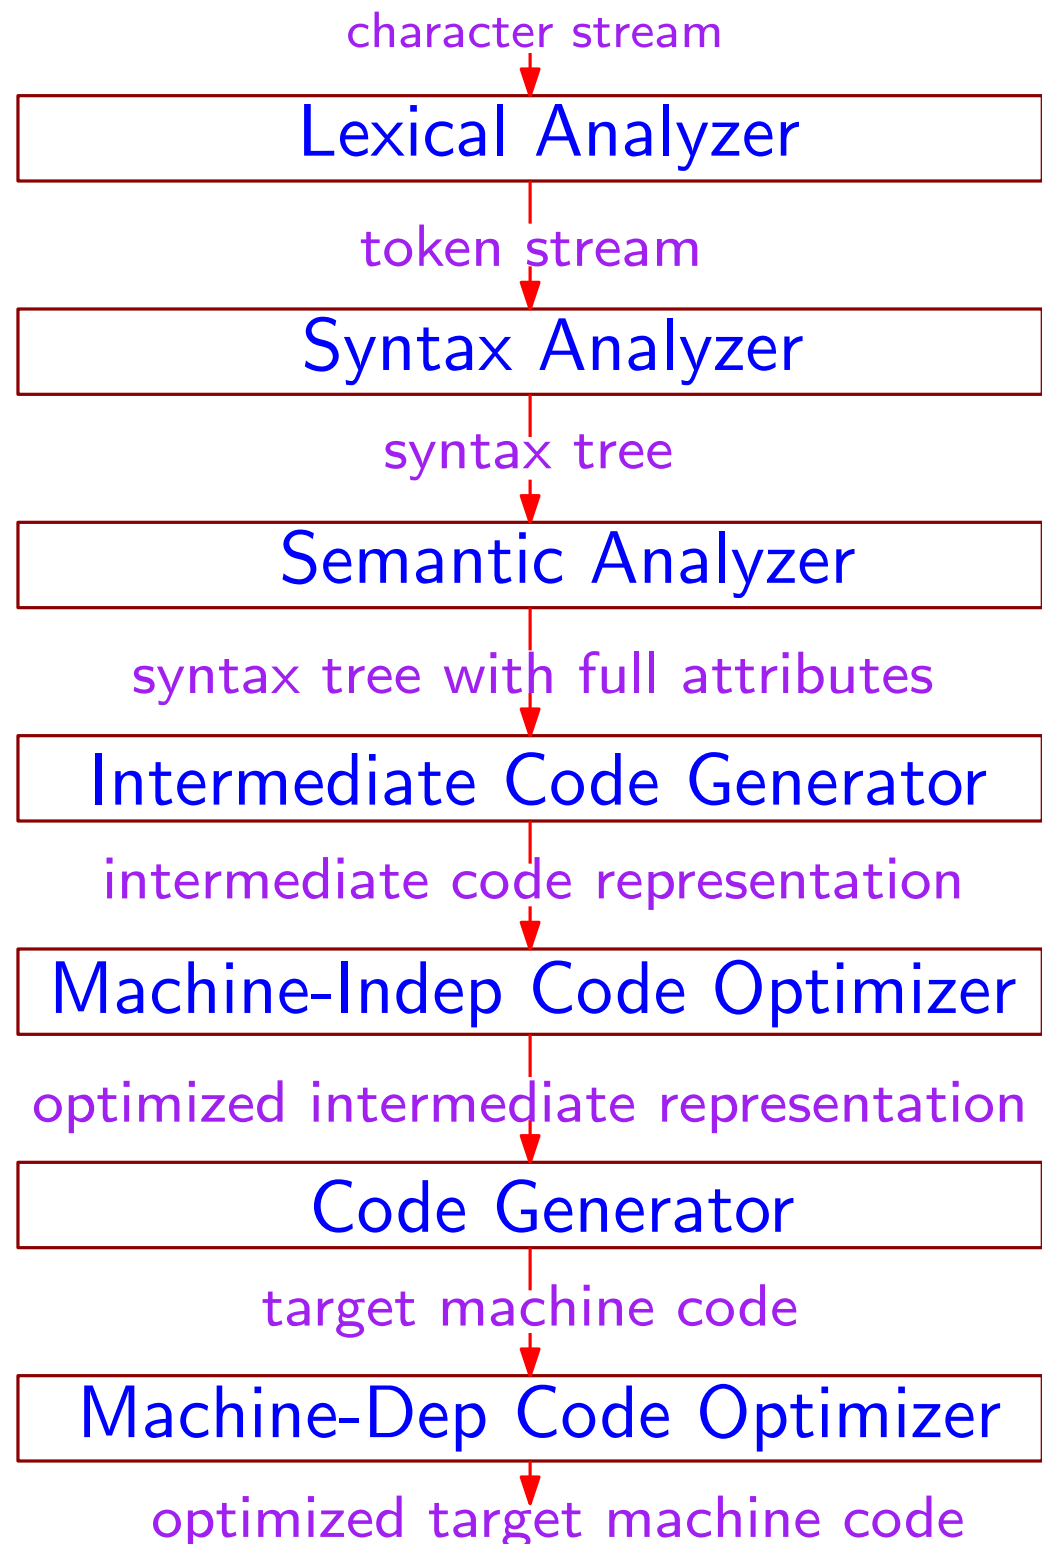 character stream
Lexical Analyzer
token stream
Syntax Analyzer
syntax tree
Semantic Analyzer
syntax tree with full attributes
Intermediate Code Generator
intermediate code representation
Machine-Indep Code Optimizer
optimized intermediate representation
Code Generator
target machine code
Machine-Dep Code Optimizer
optimized target machine code